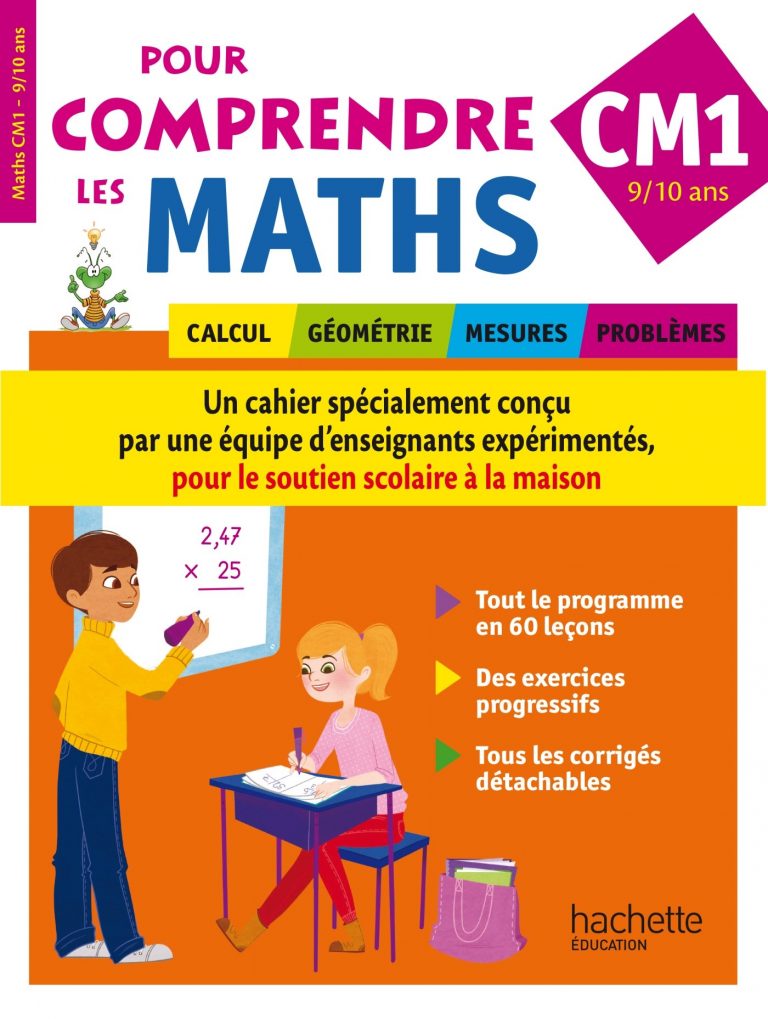 Maths CM1 – 9/10 ans
POUR
COMPRENDRE
LES MATHS
CM1
9/10 ans
CALCUL GÉOMÉTRIE MESURES PROBLÈMES
Un cahier spécialement conçu
par une équipe d’enseignants expérimentés,
pour le soutien scolaire à la maison
2,47
× 25
Tout le programme
en 60 leçons
Des exercices
progressifs
Tous les corrigés
détachables
hachette
ÉDUCATION